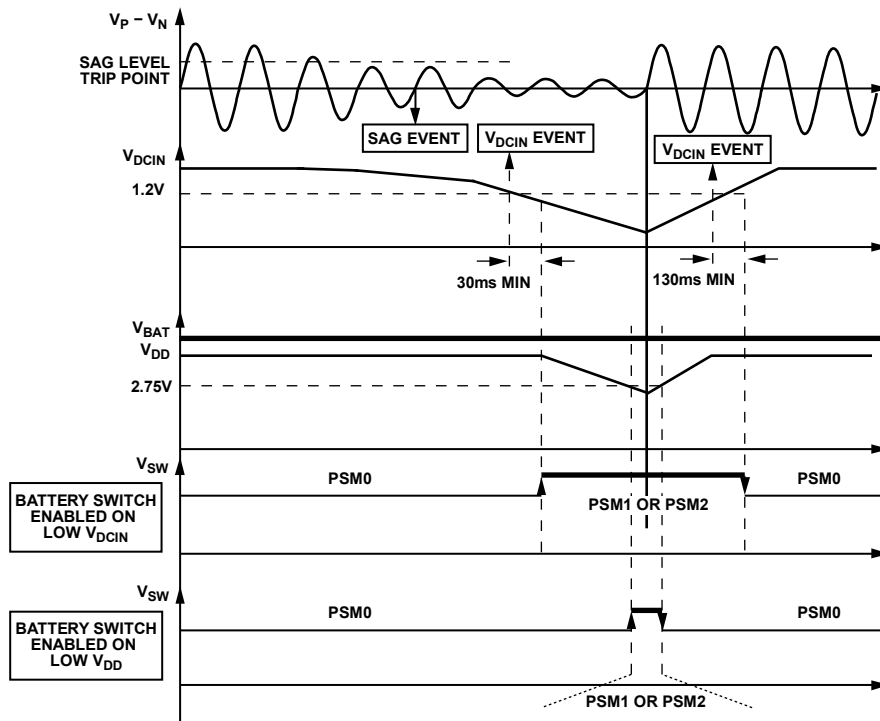 VP – VN
SAG LEVEL
TRIP POINT
SAG EVENT
VDCIN EVENT
VDCIN EVENT
VDCIN
1.2V
30ms MIN
130ms MIN
VBAT
VDD
2.75V
VSW
PSM0
PSM0
BATTERY SWITCH
ENABLED ON
LOW VDCIN
PSM1 OR PSM2
VSW
PSM0
PSM0
BATTERY SWITCH
ENABLED ON
LOW VDD
PSM1 OR PSM2